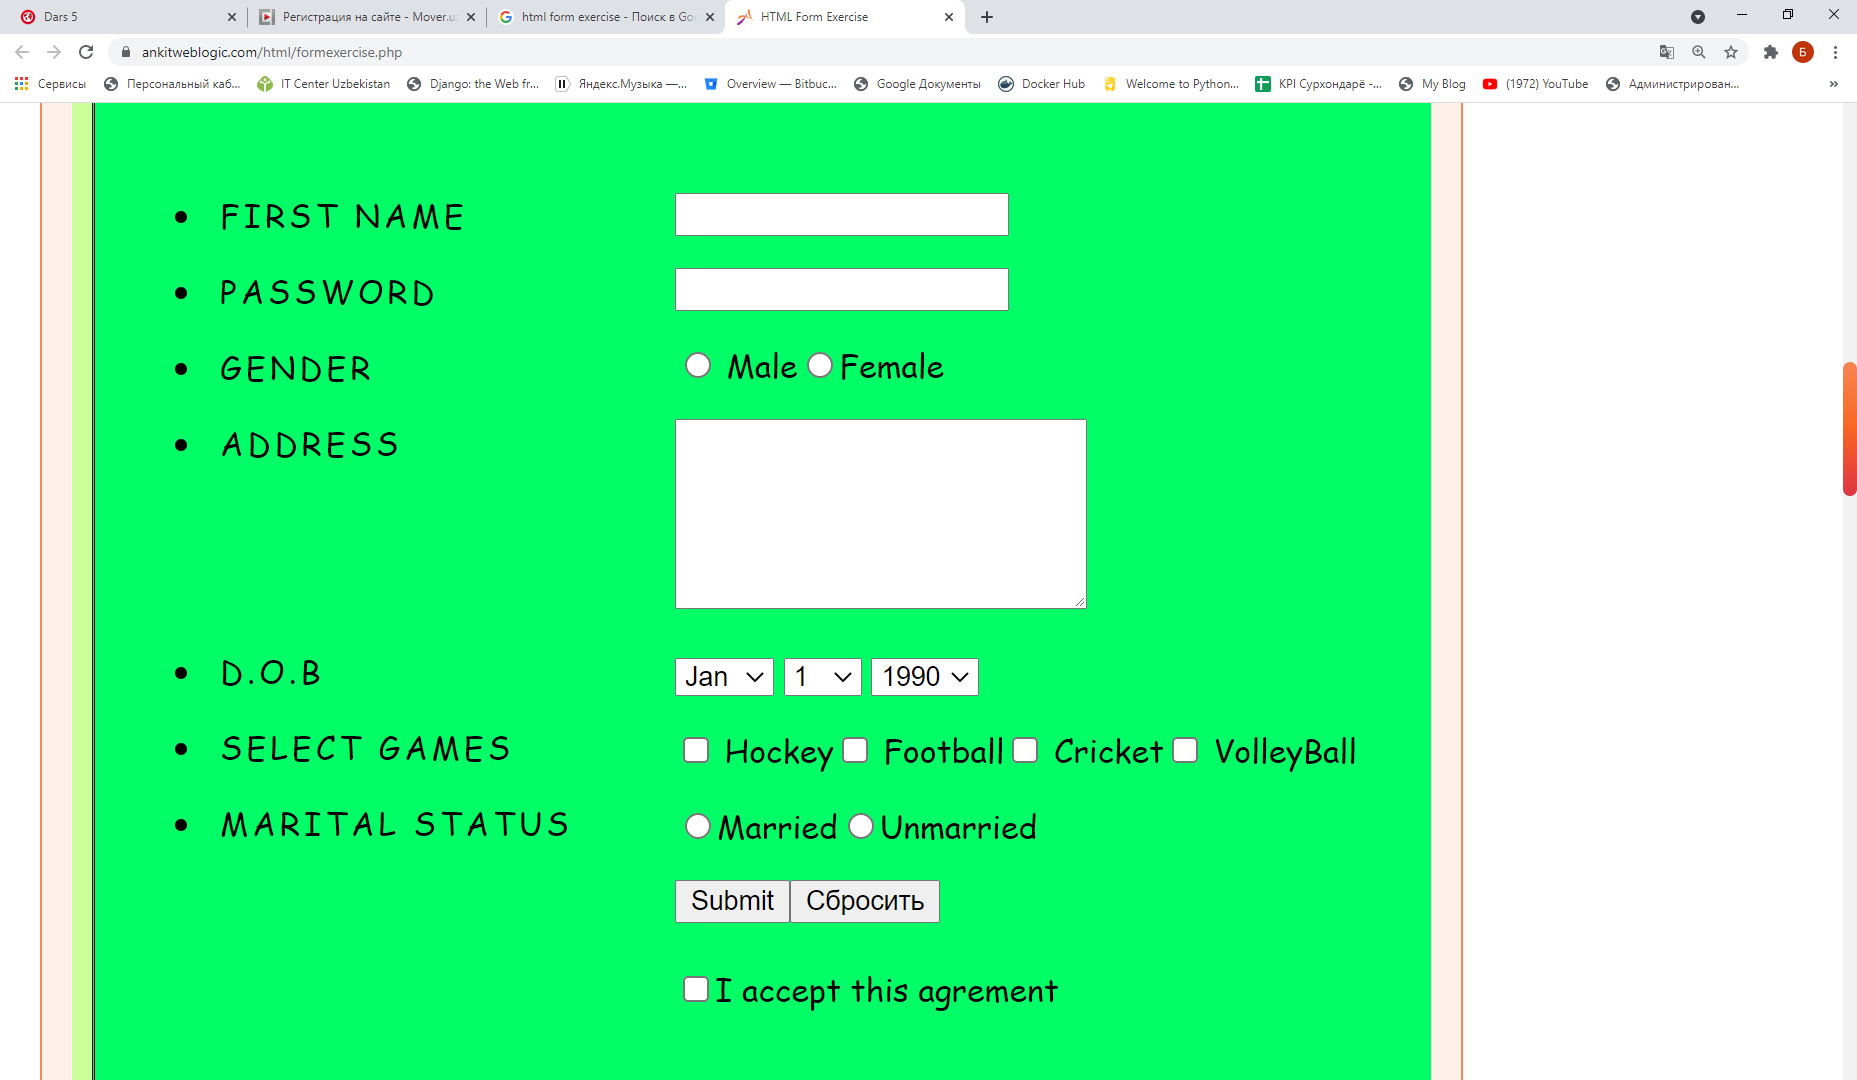 Dars 5
Регистрация на сайте - Mover.u
html form exercise - Поиск в Go
HTML Form Exercise
ankitweblogic.com/html/formexercise.php
Сервисы
Персональный каб...
IT Center Uzbekistan
Django: the Web fr...
Яндекс.Музыка —...
Overview — Bitbuc...
Google Документы
Docker Hub
Welcome to Python...
KPI Сурхондарё -...
My Blog
(1972) YouTube
Администрирован...
»
Б
FIRST NAME
PASSWORD
GENDER Male Female
ADDRESS
D.O.B Jan 1 1990
SELECT GAMES Hockey Football Cricket VolleyBall
MARITAL STATUS Married Unmarried
Submit Сбросить
I accept this agrement